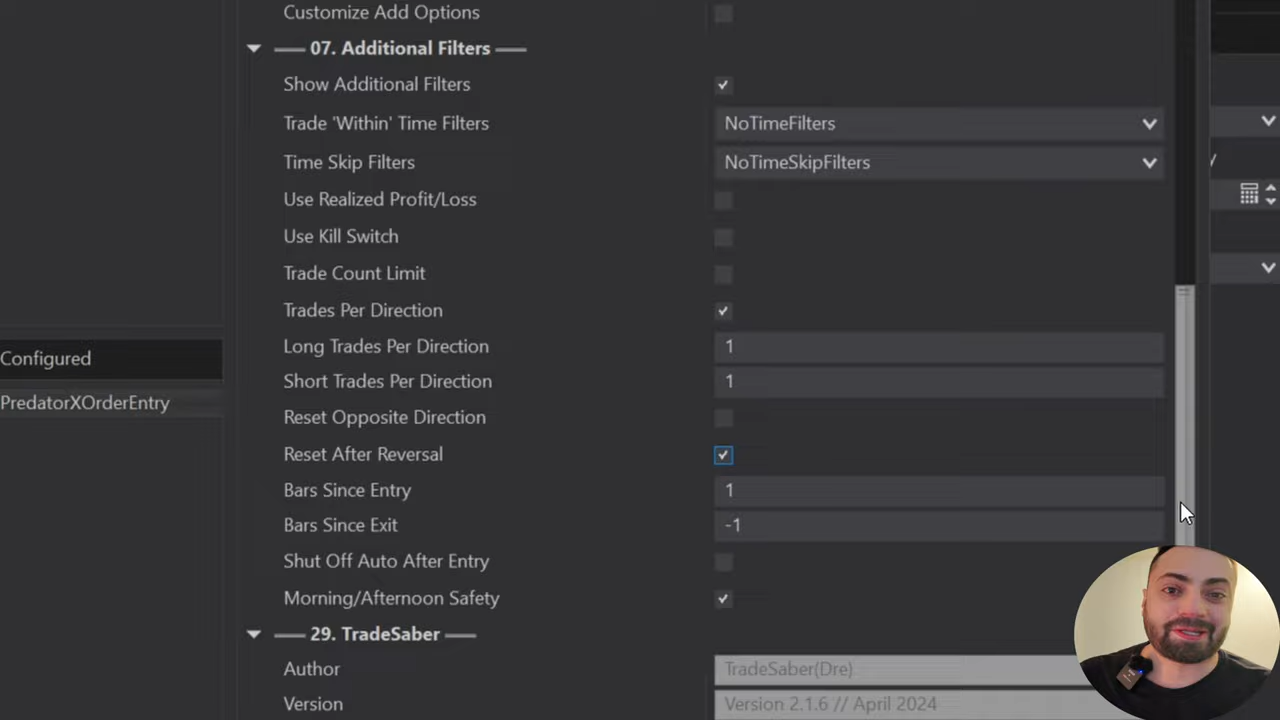 Customize Add Options
07. Additional Filters
Show Additional Filters
Trade 'Within' Time Filters NoTimeFilters
Time Skip Filters NoTimeSkipFilters
Use Realized Profit/Loss
Use Kill Switch
Trade Count Limit
Trades Per Direction
Long Trades Per Direction 1
Short Trades Per Direction 1
Reset Opposite Direction
Reset After Reversal
Bars Since Entry 1
Bars Since Exit -1
Shut Off Auto After Entry
Morning/Afternoon Safety
29. TradeSaber
Author TradeSaber(Dre)
Version Version 2.1.6 // April 2024
Configured
PredatorXOrderEntry